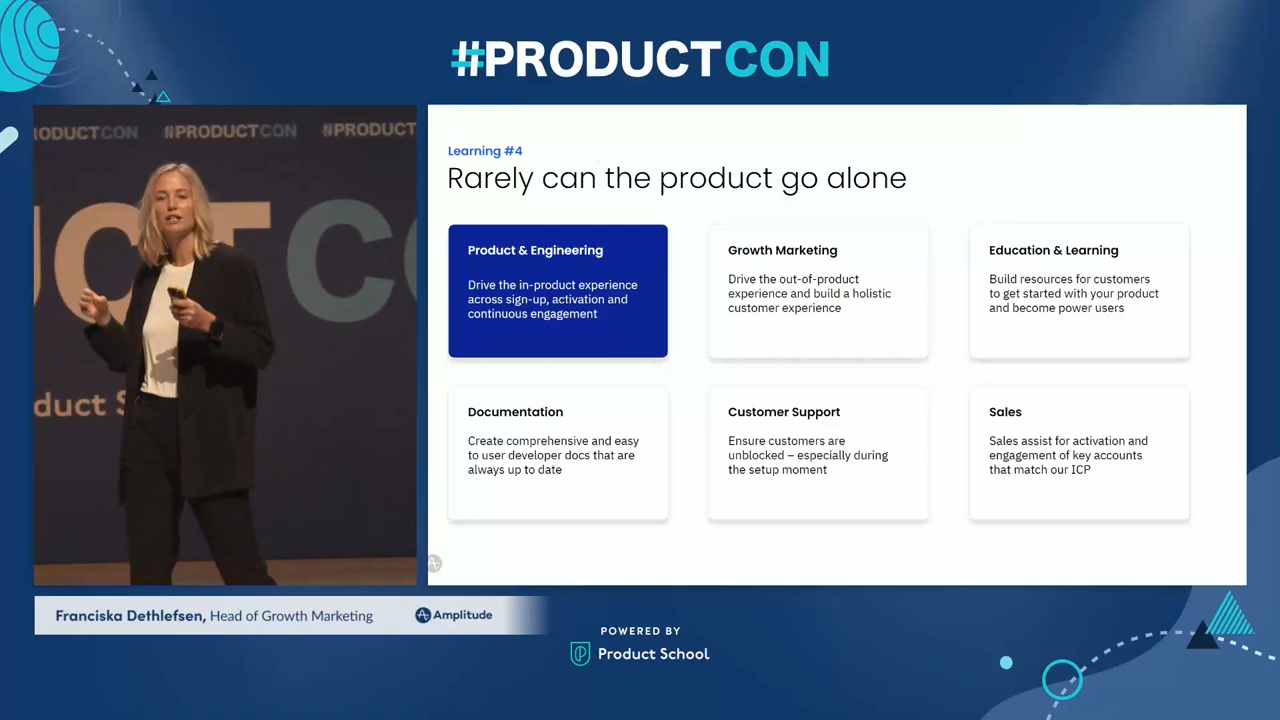 #PRODUCTCON
RODUCTCON #PRODUCTCON #PRODUCT
UCTCO
duct S
Learning #4
Rarely can the product go alone
Product & Engineering
Drive the in-product experience
across sign-up, activation and
continuous engagement
Growth Marketing
Drive the out-of-product
experience and build a holistic
customer experience
Education & Learning
Build resources for customers
to get started with your product
and become power users
Documentation
Create comprehensive and easy
to user developer docs that are
always up to date
Customer Support
Ensure customers are
unblocked – especially during
the setup moment
Sales
Sales assist for activation and
engagement of key accounts
that match our ICP
Franciska Dethlefsen, Head of Growth Marketing
Amplitude
POWERED BY
Product School